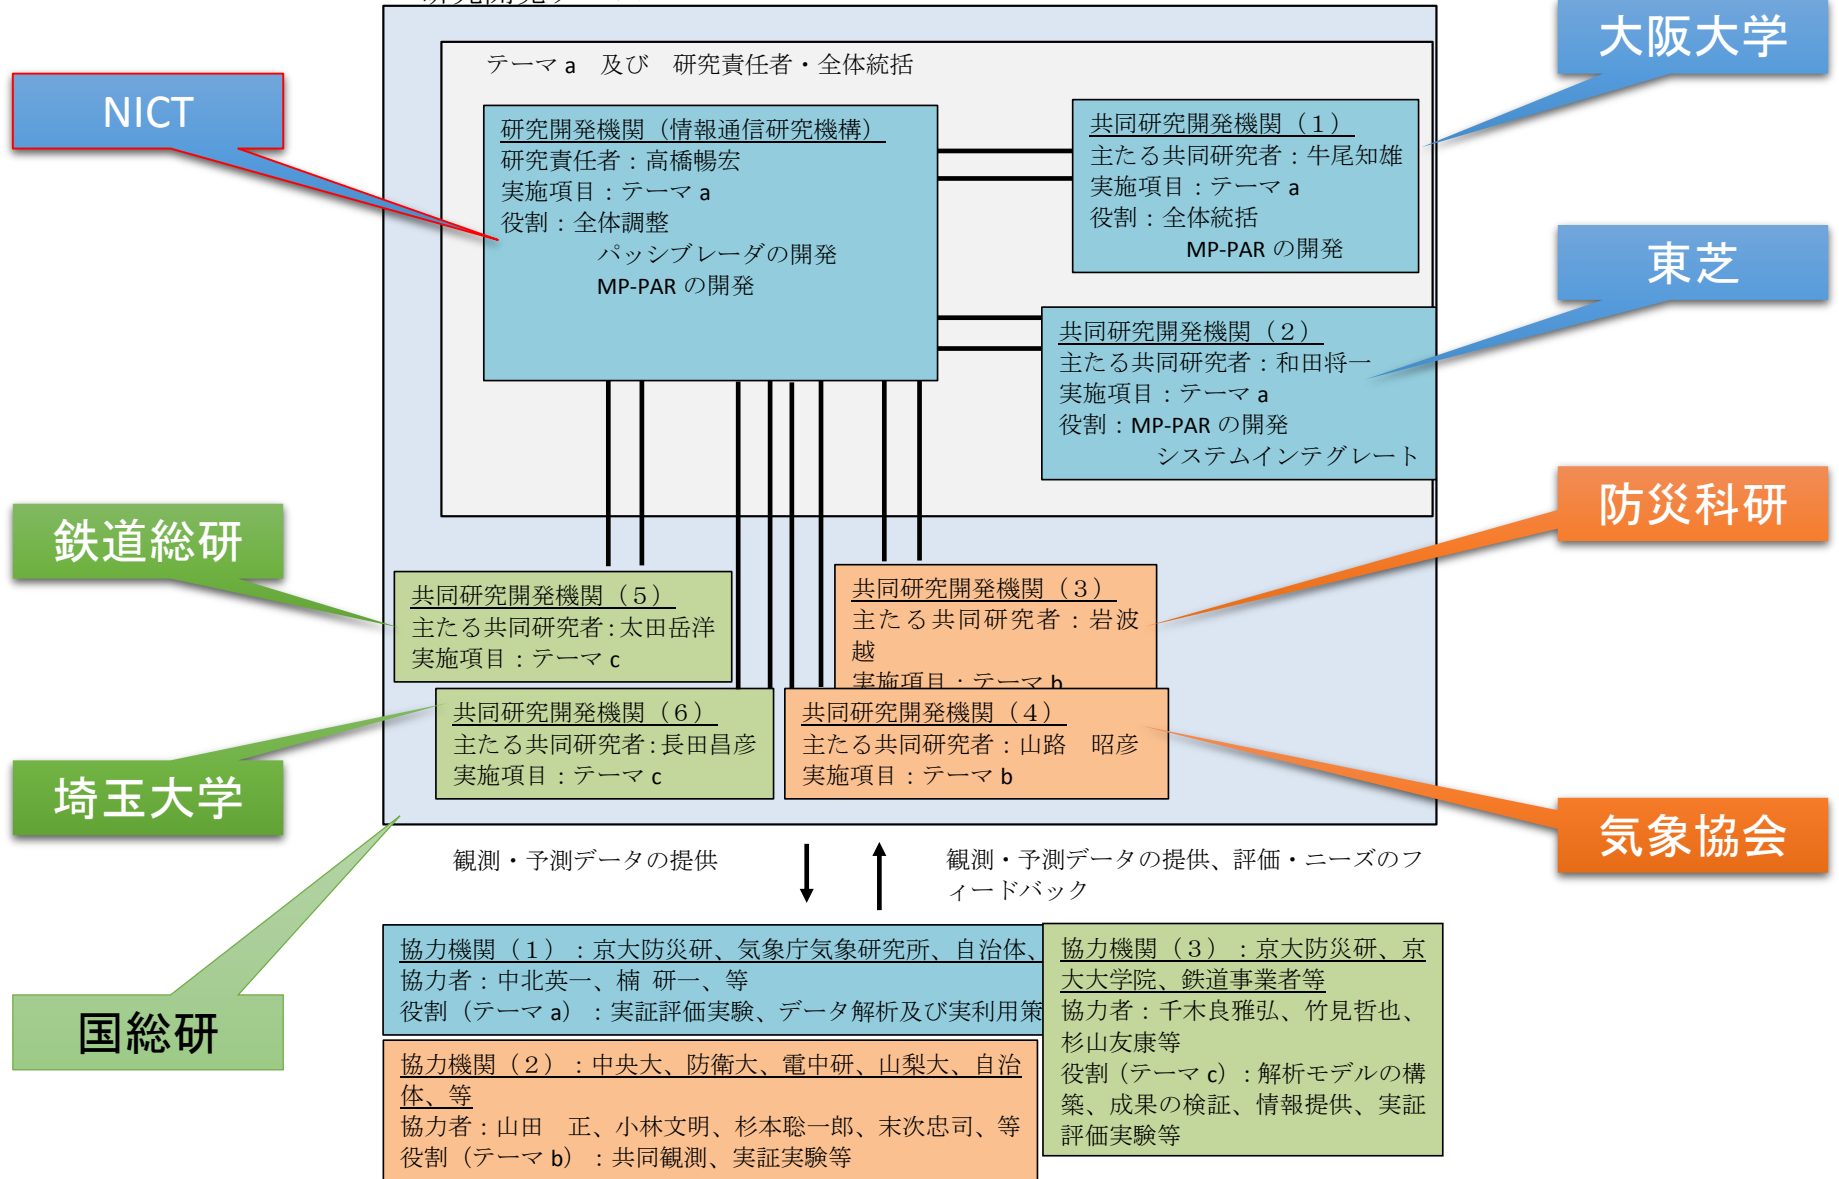 大阪大学
テーマ a 及び 研究責任者・全体統括
NICT
研究開発機関（情報通信研究機構）
研究責任者：高橋暢宏
実施項目：テーマ a
役割：全体調整
パッシブレーダの開発
MP-PAR の開発
共同研究開発機関（１）
主たる共同研究者：牛尾知雄
実施項目：テーマ a
役割：全体統括
MP-PAR の開発
東芝
共同研究開発機関（２）
主たる共同研究者：和田将一
実施項目：テーマ a
役割：MP-PAR の開発
システムインテグレート
鉄道総研
防災科研
共同研究開発機関（５）
主たる共同研究者：太田岳洋
実施項目：テーマ c
共同研究開発機関（３）
主たる共同研究者：岩波
越
実施項目：テーマ b
共同研究開発機関（６）
主たる共同研究者：長田昌彦
実施項目：テーマ c
共同研究開発機関（４）
主たる共同研究者：山路 昭彦
実施項目：テーマ b
埼玉大学
気象協会
観測・予測データの提供
観測・予測データの提供、評価・ニーズのフ
ィードバック
国総研
協力機関（１）：京大防災研、気象庁気象研究所、自治体、
協力者：中北英一、楠 研一、等
役割（テーマ a）：実証評価実験、データ解析及び実利用策
協力機関（２）：中央大、防衛大、電中研、山梨大、自治
体、等
協力者：山田 正、小林文明、杉本聡一郎、末次忠司、等
役割（テーマ b）：共同観測、実証実験等
協力機関（３）：京大防災研、京
大大学院、鉄道事業者等
協力者：千木良雅弘、竹見哲也、
杉山友康等
役割（テーマ c）：解析モデルの構
築、成果の検証、情報提供、実証
評価実験等